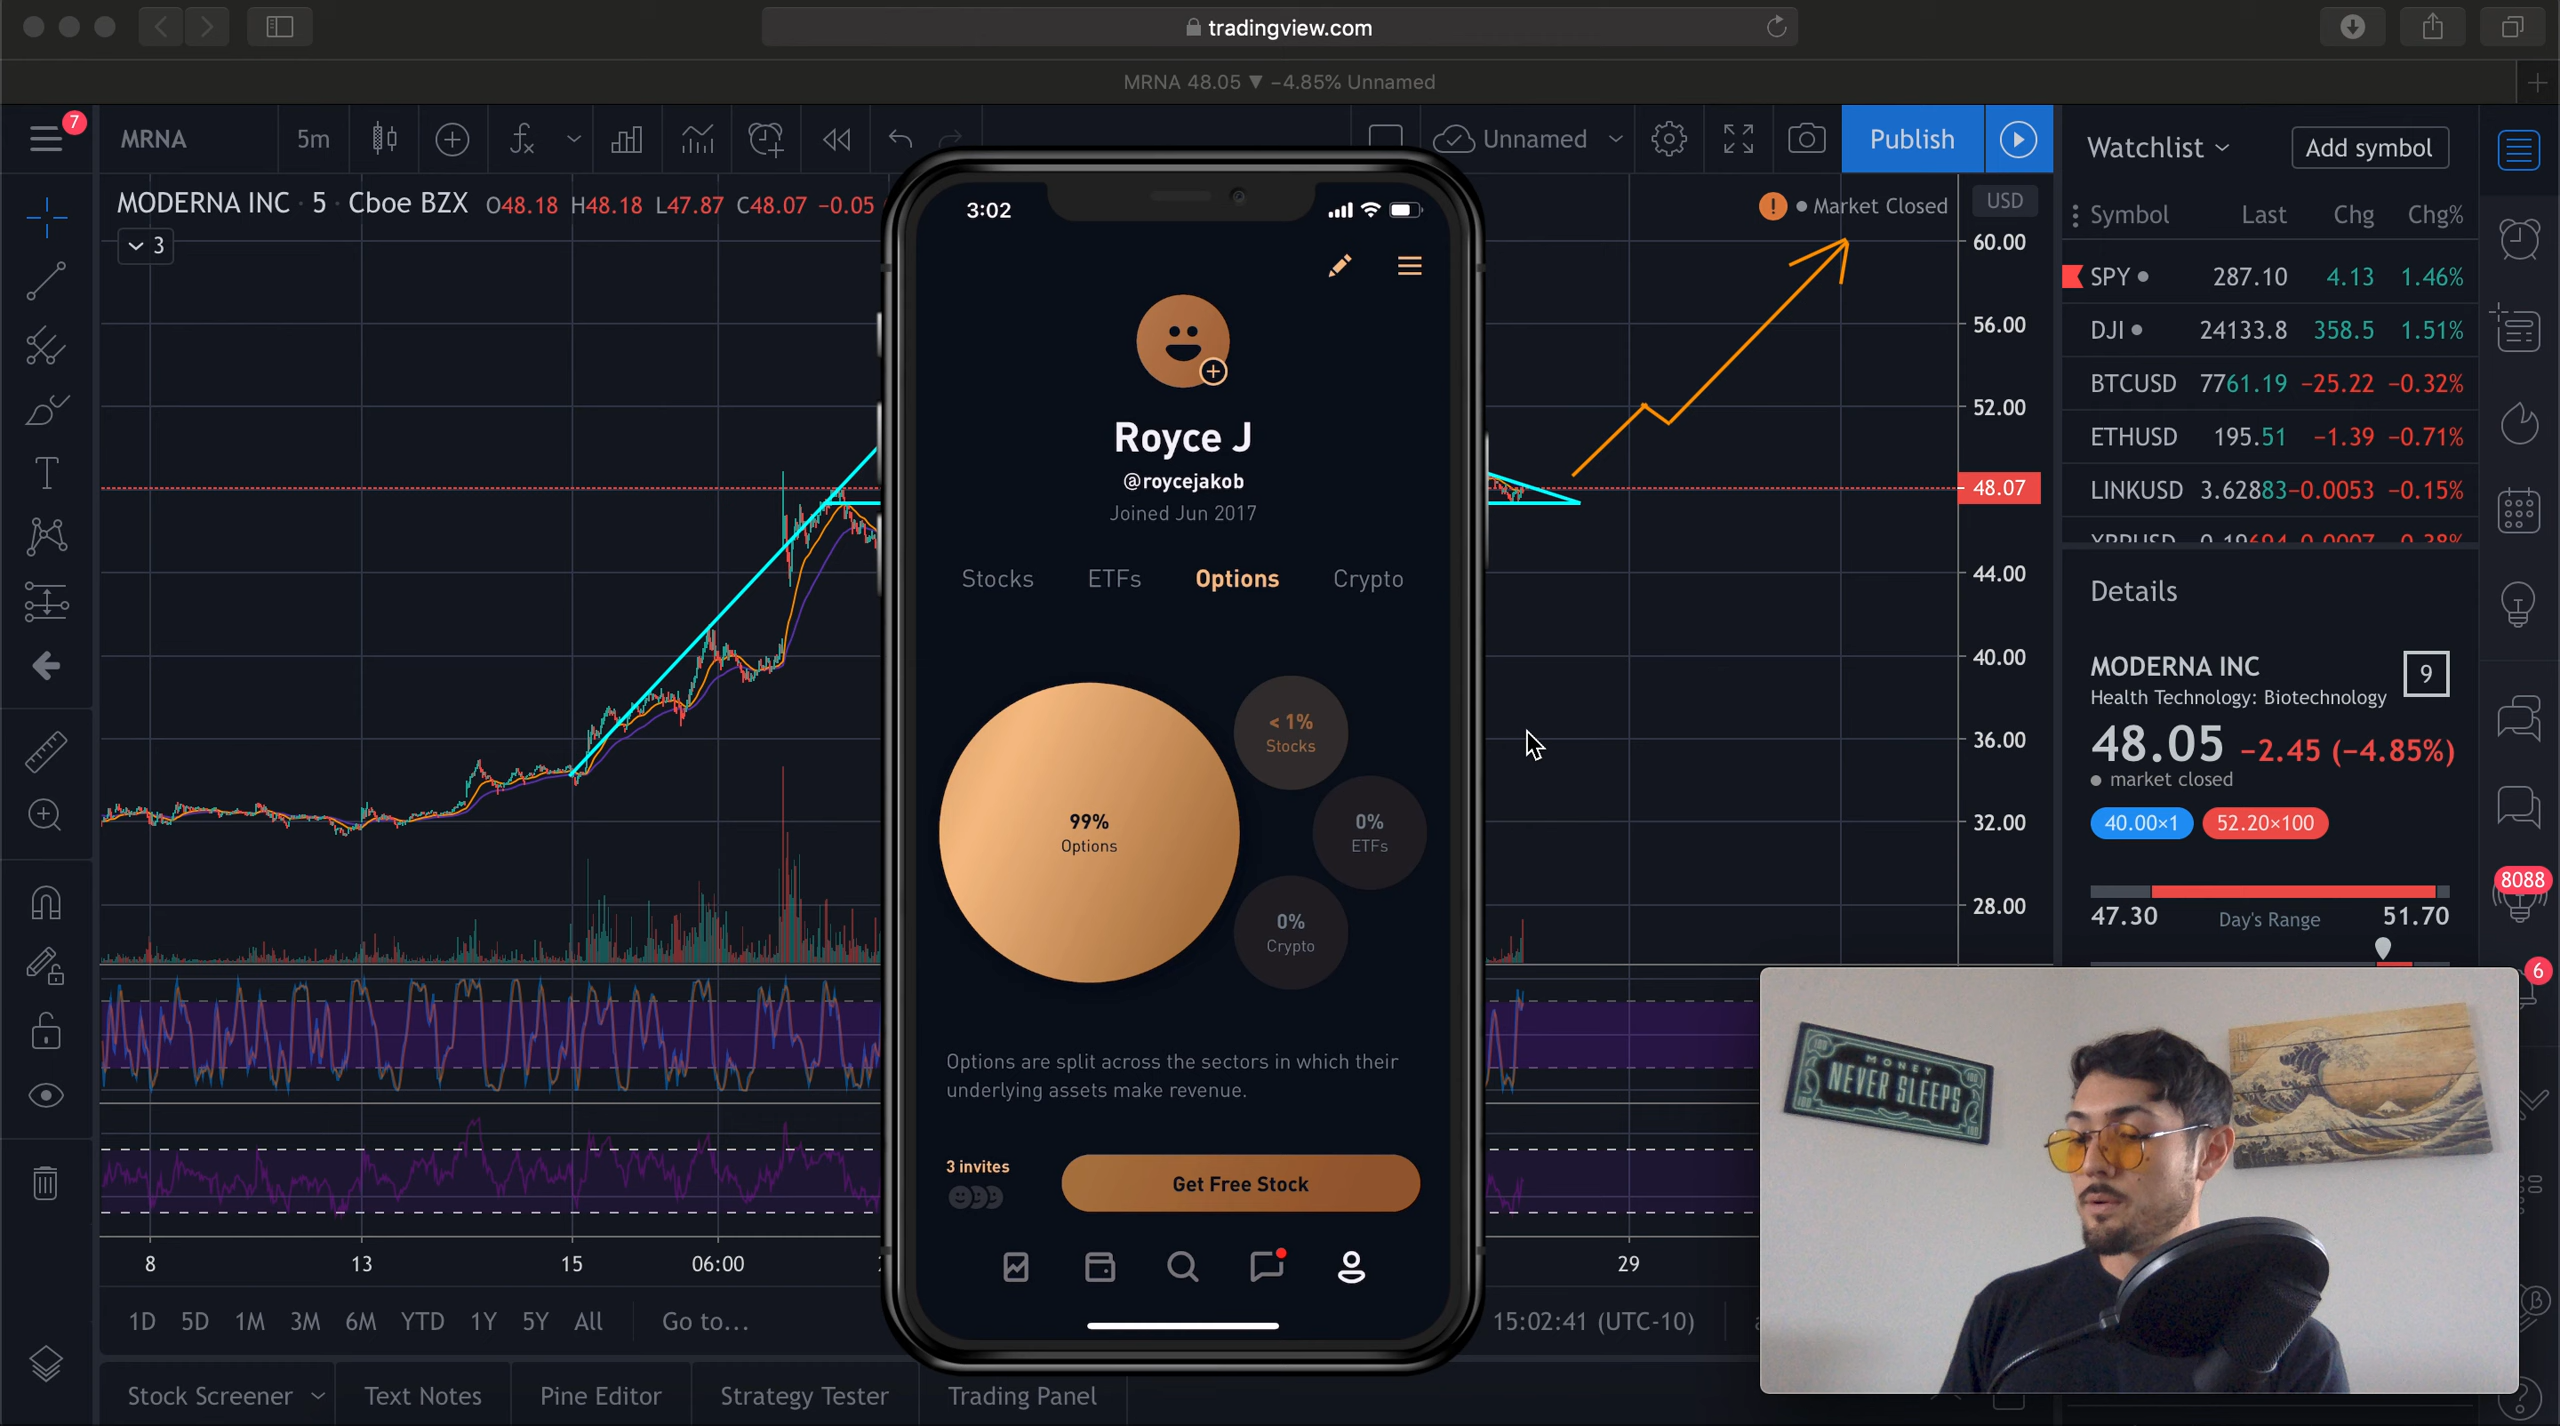 tradingview.com
MRNA 48.05 ▼ −4.85% Unnamed
7
MRNA
5m
Unnamed
Publish
Watchlist
Add symbol
MODERNA INC · 5 · Cboe BZX O48.18 H48.18 L47.87 C48.07 −0.05
3
Market Closed
USD
60.00
56.00
52.00
48.07
44.00
40.00
36.00
32.00
28.00
Symbol Last Chg Chg%
SPY 287.10 4.13 1.46%
DJI 24133.8 358.5 1.51%
BTCUSD 7761.19 −25.22 −0.32%
ETHUSD 195.51 −1.39 −0.71%
LINKUSD 3.62883 −0.0053 −0.15%
Details
MODERNA INC
9
Health Technology: Biotechnology
48.05 −2.45 (−4.85%)
market closed
40.00×1 52.20×100
47.30 Day's Range 51.70
8088
6
3:02
Royce J
@roycejakob
Joined Jun 2017
Stocks ETFs Options Crypto
< 1%
Stocks
99%
Options
0%
ETFs
0%
Crypto
Options are split across the sectors in which their
underlying assets make revenue.
3 invites
Get Free Stock
MONEY
NEVER SLEEPS
100
100
8 13 15 06:00 29
1D 5D 1M 3M 6M YTD 1Y 5Y All Go to...
15:02:41 (UTC-10)
Stock Screener Text Notes Pine Editor Strategy Tester Trading Panel